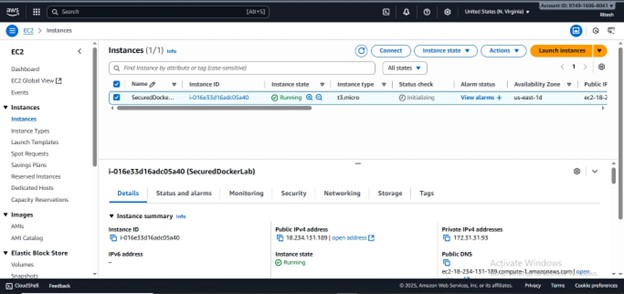 aws
Search
[Alt+S]
United States (N. Virginia)
Account ID: 9749-1606-8041
Ritesh
EC2 > Instances
EC2
Dashboard
EC2 Global View
Events
Instances
Instances
Instance Types
Launch Templates
Spot Requests
Savings Plans
Reserved Instances
Dedicated Hosts
Capacity Reservations
Images
AMIs
AMI Catalog
Elastic Block Store
Volumes
Snapshots
Instances (1/1) Info
Connect
Instance state
Actions
Launch instances
Find Instance by attribute or tag (case-sensitive)
All states
1
Name Instance ID Instance state Instance type Status check Alarm status Availability Zone Public IP
SecuredDocke... i-016e33d16adc05a40 Running t3.micro Initializing View alarms + us-east-1d ec2-18-2
i-016e33d16adc05a40 (SecuredDockerLab)
Details Status and alarms Monitoring Security Networking Storage Tags
Instance summary Info
Instance ID
i-016e33d16adc05a40
IPv6 address
–
Public IPv4 address
18.234.131.189 | open address
Instance state
Running
Private IPv4 addresses
172.31.31.93
Public DNS
ec2-18-234-131-189.compute-1.amazonaws.com | open...
Activate Windows
CloudShell Feedback
© 2025, Amazon Web Services, Inc. or its affiliates. Privacy Terms Cookie preferences